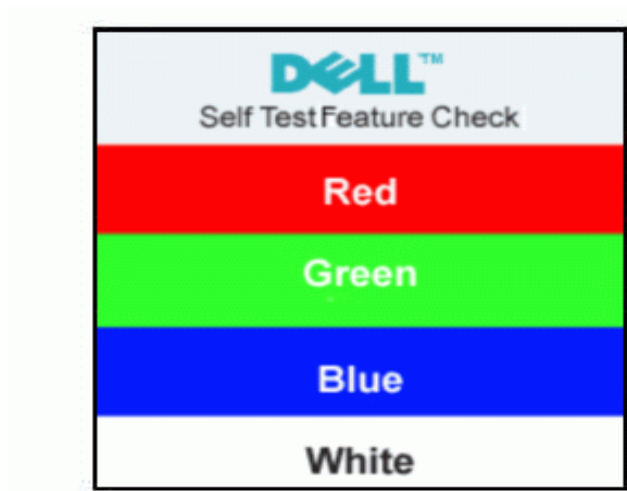 DELL™
Self Test Feature Check
Red
Green
Blue
White